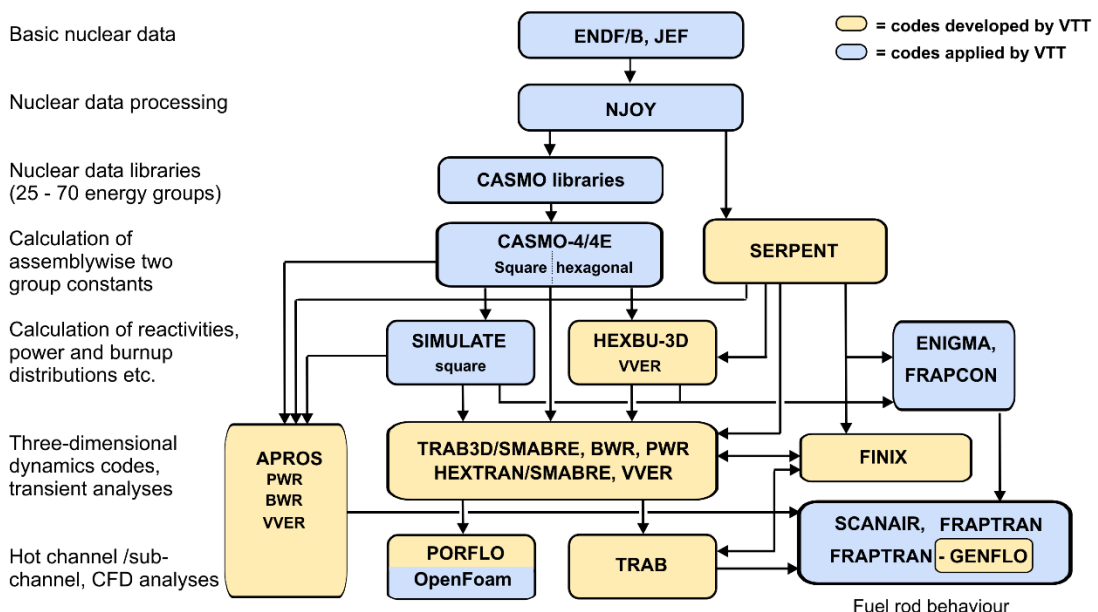 Basic nuclear data
ENDF/B, JEF
= codes developed by VTT
= codes applied by VTT
Nuclear data processing
NJOY
Nuclear data libraries
(25 - 70 energy groups)
CASMO libraries
Calculation of
assemblywise two
group constants
CASMO-4/4E
Square hexagonal
SERPENT
Calculation of reactivities,
power and burnup
distributions etc.
SIMULATE
square
HEXBU-3D
VVER
ENIGMA,
FRAPCON
Three-dimensional
dynamics codes,
transient analyses
APROS
PWR
BWR
VVER
TRAB3D/SMABRE, BWR, PWR
HEXTRAN/SMABRE, VVER
FINIX
Hot channel /sub-
channel, CFD analyses
PORFLO
OpenFoam
TRAB
SCANAIR, FRAPTRAN
FRAPTRAN - GENFLO
Fuel rod behaviour